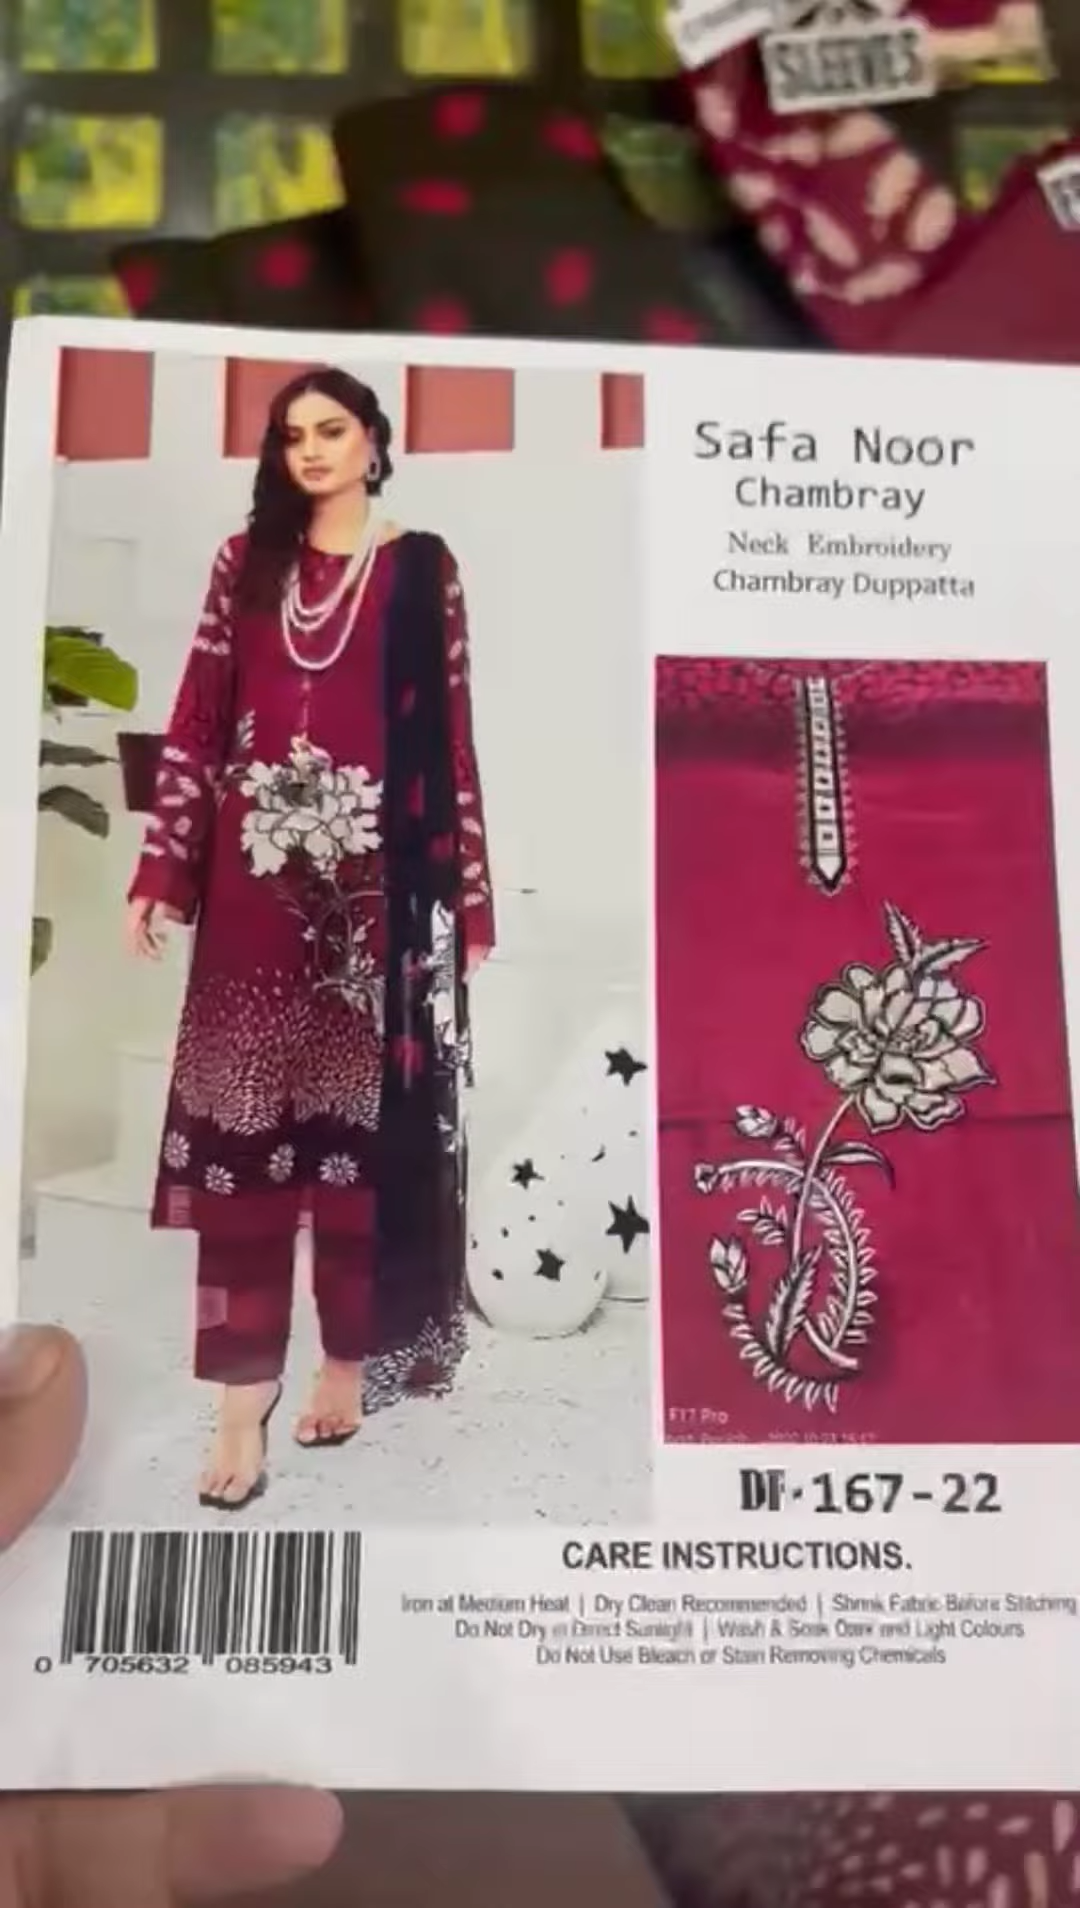 SLEEVES
Safa Noor
Chambray
Neck Embroidery
Chambray Duppatta
F17 Pro
DF-167-22
CARE INSTRUCTIONS.
Iron at Medium Heat | Dry Clean Recommended | Shrink Fabric Before Stitching
Do Not Dry in Direct Sunlight | Wash & Soak Dark and Light Colours
Do Not Use Bleach or Stain Removing Chemicals
0 705632 085943